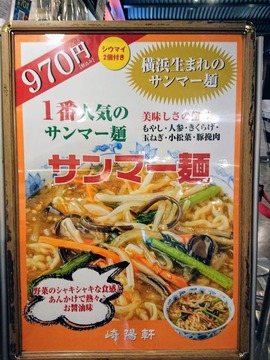 970円
(税込)
シウマイ
2個付き
横浜生まれの
サンマー麺
1番人気の
サンマー麺
美味しさの
もやし・人参・きくらげ・
玉ねぎ・小松菜・豚挽肉
サンマー麺
野菜のシャキシャキな食感と
あんかけで熱々
お醤油味
崎陽軒